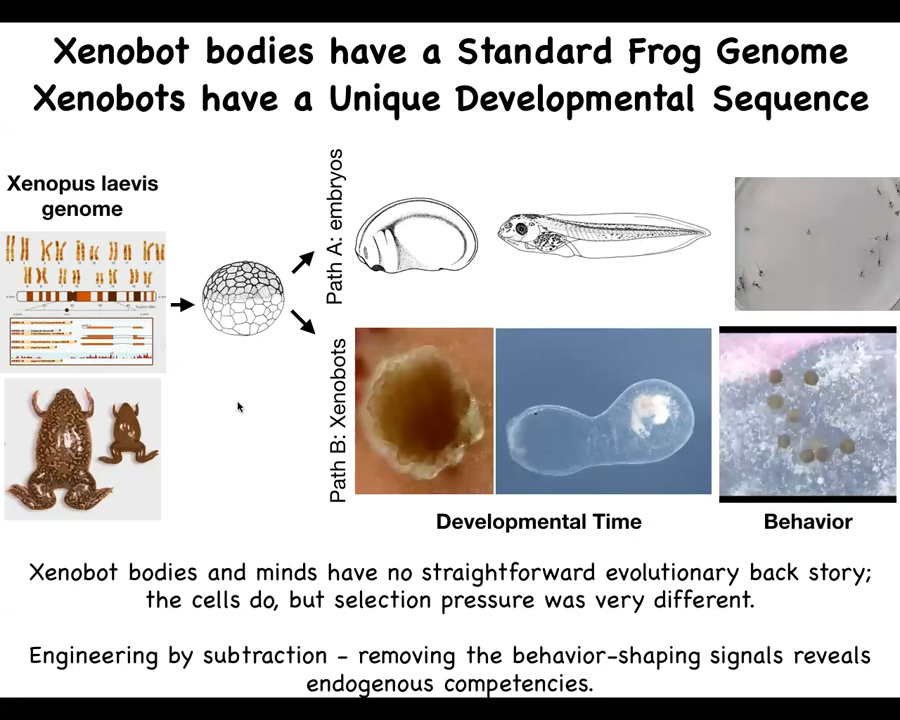 Xenobot bodies have a Standard Frog Genome
Xenobots have a Unique Developmental Sequence
Xenopus laevis
genome
Path A: embryos
Path B: Xenobots
Developmental Time
Behavior
Xenobot bodies and minds have no straightforward evolutionary back story;
the cells do, but selection pressure was very different.
Engineering by subtraction - removing the behavior-shaping signals reveals
endogenous competencies.